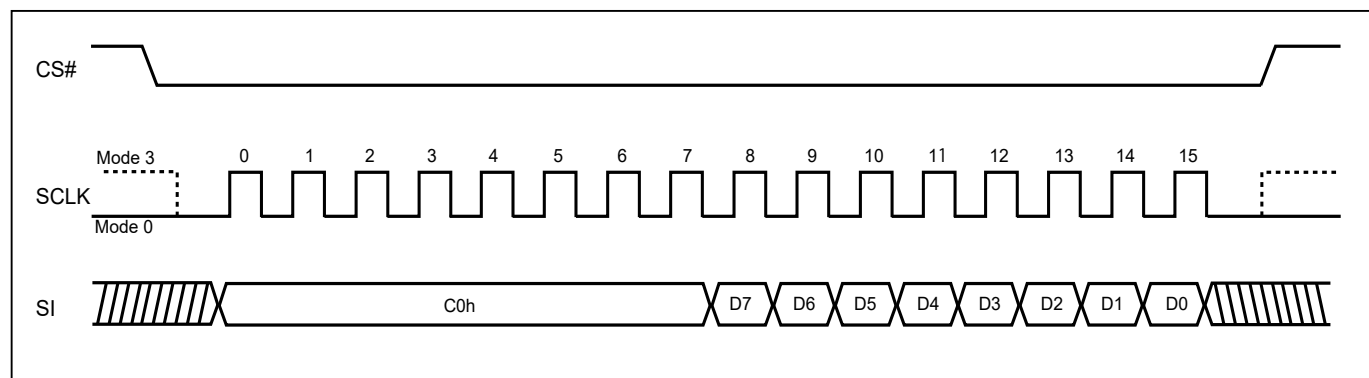 CS#
Mode 3
0 1 2 3 4 5 6 7 8 9 10 11 12 13 14 15
SCLK
Mode 0
SI
C0h D7 D6 D5 D4 D3 D2 D1 D0